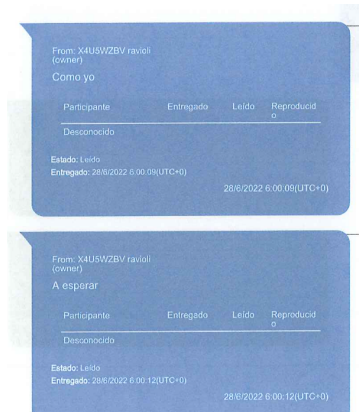 From: X4U5WZBV ravioli
(owner)
Como yo
Participante Entregado Leído Reproducid
o
Desconocido
Estado: Leído
Entregado: 28/6/2022 6:00:09(UTC+0)
28/6/2022 6:00:09(UTC+0)
From: X4U5WZBV ravioli
(owner)
A esperar
Participante Entregado Leído Reproducid
o
Desconocido
Estado: Leído
Entregado: 28/6/2022 6:00:12(UTC+0)
28/6/2022 6:00:12(UTC+0)